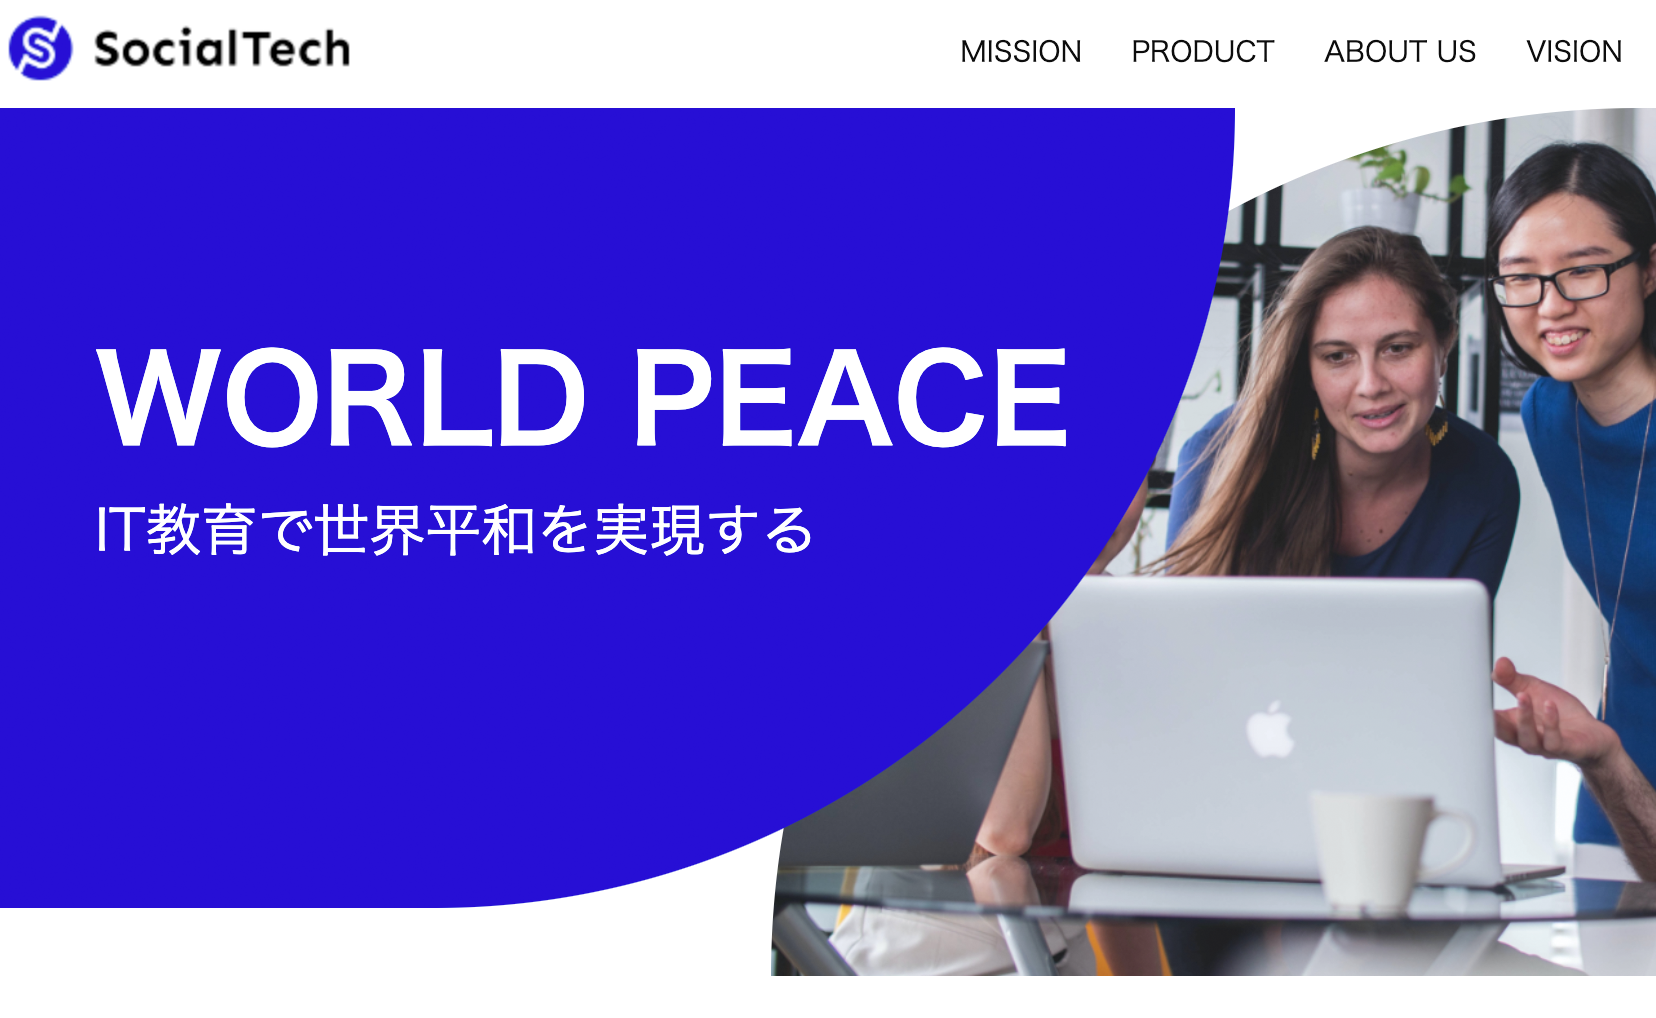 SocialTech
MISSION PRODUCT ABOUT US VISION
WORLD PEACE
IT教育で世界平和を実現する